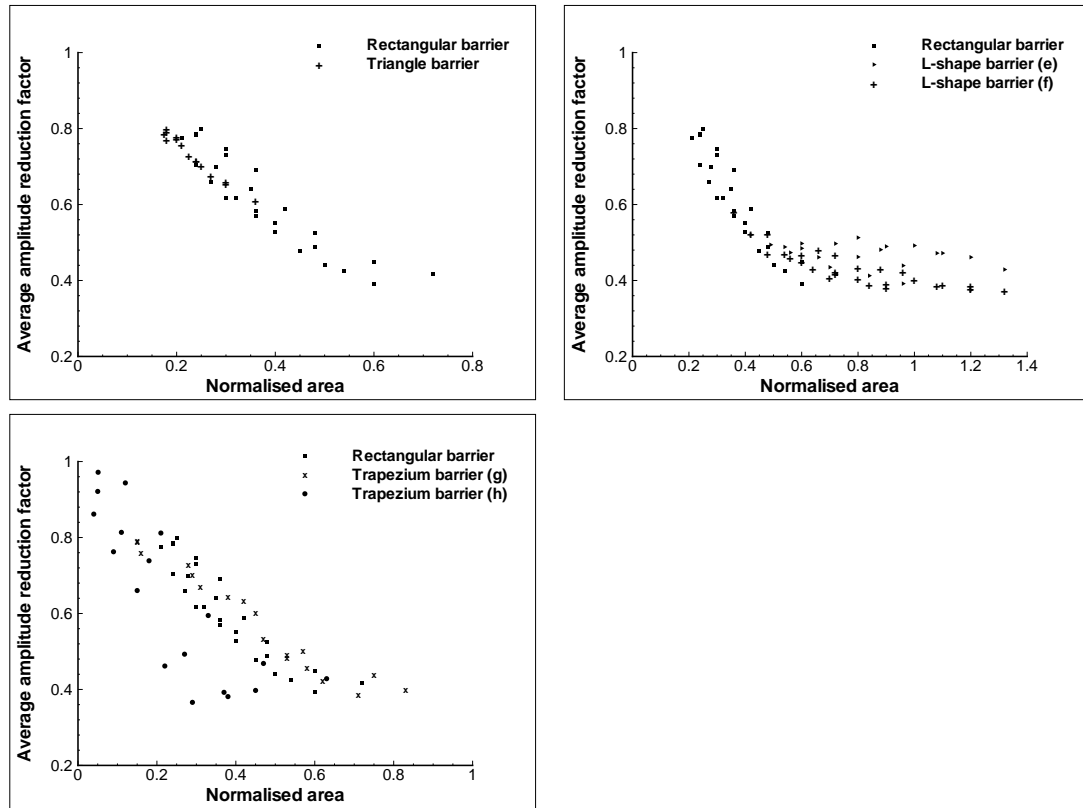 Rectangular barrier
Triangle barrier
Average amplitude reduction factor
1
0.8
0.6
0.4
0.2
0 0.2 0.4 0.6 0.8
Normalised area
Rectangular barrier
L-shape barrier (e)
L-shape barrier (f)
Average amplitude reduction factor
1
0.8
0.6
0.4
0.2
0 0.2 0.4 0.6 0.8 1 1.2 1.4
Normalised area
Rectangular barrier
Trapezium barrier (g)
Trapezium barrier (h)
Average amplitude reduction factor
1
0.8
0.6
0.4
0.2
0 0.2 0.4 0.6 0.8 1
Normalised area